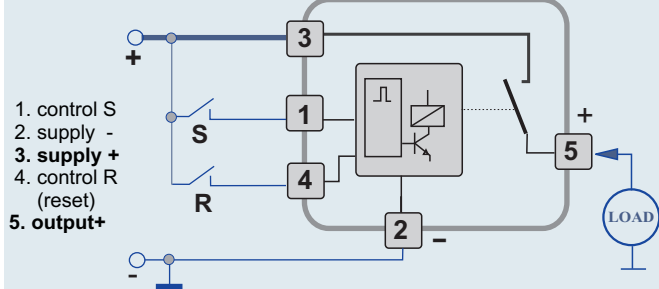 1. control S
2. supply -
3. supply +
4. control R
(reset)
5. output+
+
-
3
1
4
2
-
5
+
S
R
LOAD